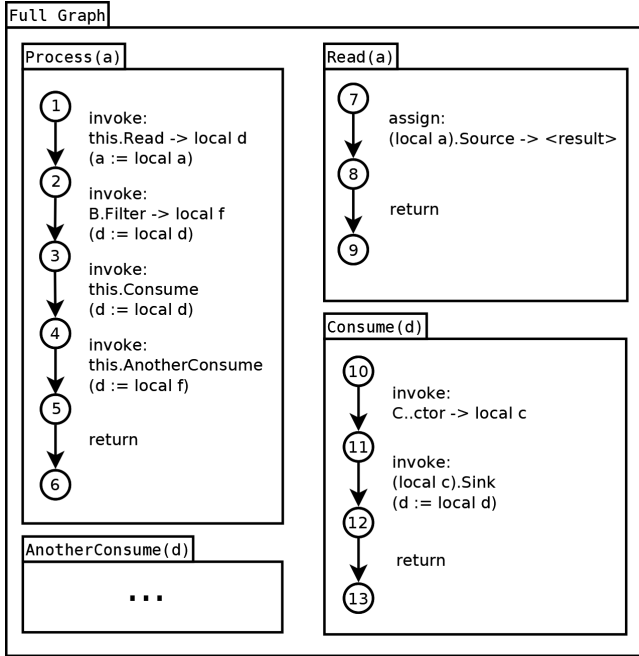 Full Graph
Process(a)
1
invoke:
this.Read -> local d
(a := local a)
2
invoke:
B.Filter -> local f
(d := local d)
3
invoke:
this.Consume
(d := local d)
4
invoke:
this.AnotherConsume
(d := local f)
5
return
6
AnotherConsume(d)
...
Read(a)
7
assign:
(local a).Source -> <result>
8
return
9
Consume(d)
10
invoke:
C..ctor -> local c
11
invoke:
(local c).Sink
(d := local d)
12
return
13